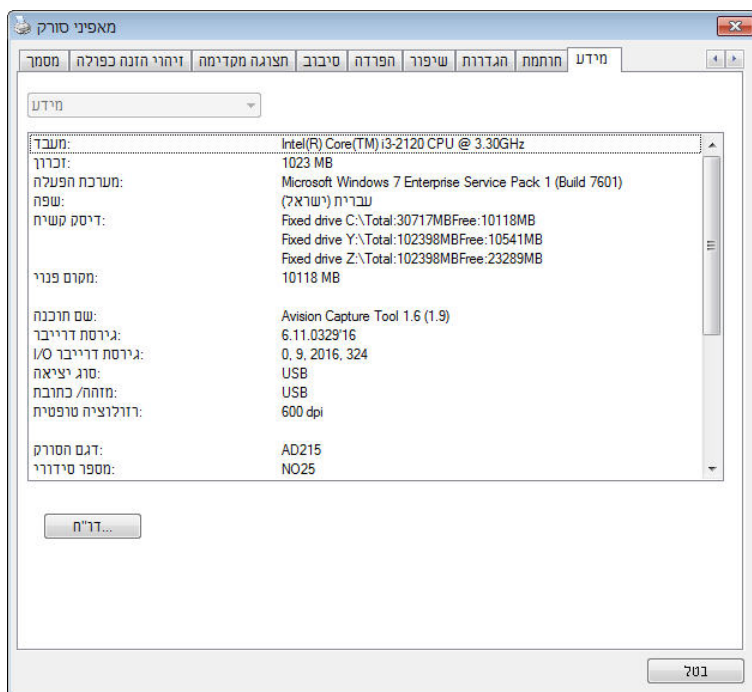 מאפיני סורק
מסמך זיהוי הזנה כפולה תצוגה מקדימה סיבוב הפרדה שיפור הגדרות חותמת מידע
מידע
מעבד: Intel(R) Core(TM) i3-2120 CPU @ 3.30GHz
זכרון: 1023 MB
מערכת הפעלה: Microsoft Windows 7 Enterprise Service Pack 1 (Build 7601)
שפה: עברית (ישראל)
דיסק קשיח: Fixed drive C:\Total:30717MBFree:10118MB
Fixed drive Y:\Total:102398MBFree:10541MB
Fixed drive Z:\Total:102398MBFree:23289MB
מקום פנוי: 10118 MB
שם תוכנה: Avision Capture Tool 1.6 (1.9)
גירסת דרייבר: 6.11.0329'16
גירסת דרייבר I/O: 0, 9, 2016, 324
סוג יציאה: USB
מזהה/ כתובת: USB
רזולוציה טופטית: 600 dpi
דגם הסורק: AD215
מספר סידורי: NO25
דו"ח...
בטל